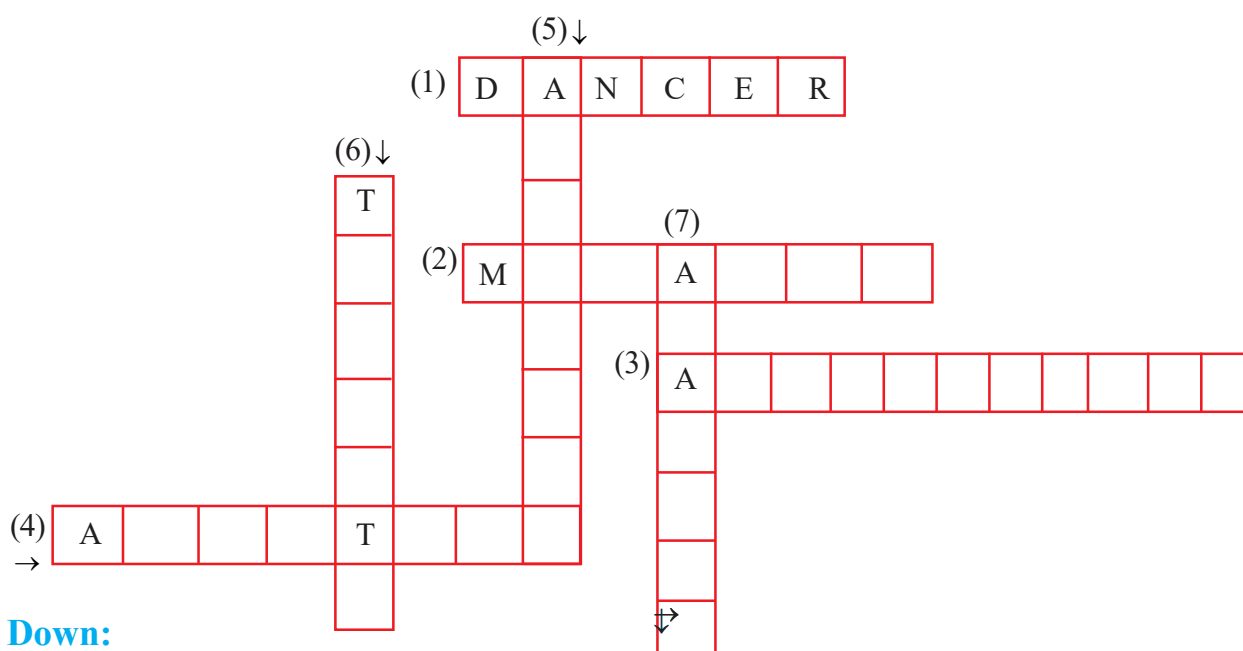 (5)↓
(1) D A N C E R
(6)↓
T
(7)
(2) M A
(3) A
(4) A T
→
Down: